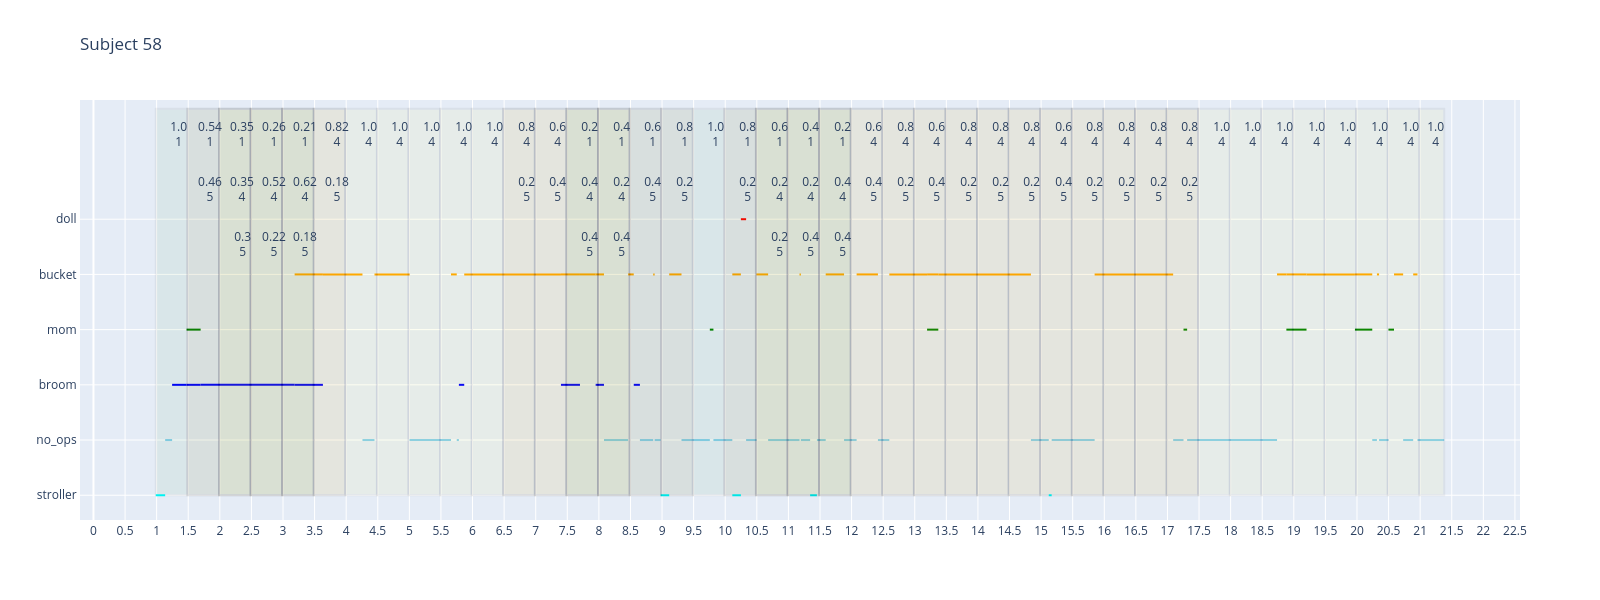 Subject 58
1.0 0.54 0.35 0.26 0.21 0.82 1.0 1.0 1.0 1.0 1.0 0.8 0.6 0.2 0.4 0.6 0.8 1.0 0.8 0.6 0.4 0.2 0.6 0.8 0.6 0.8 0.8 0.8 0.6 0.8 0.8 0.8 0.8 1.0 1.0 1.0 1.0 1.0 1.0 1.0 1.0
1 1 1 1 1 4 4 4 4 4 4 4 4 1 1 1 1 1 1 1 1 1 4 4 4 4 4 4 4 4 4 4 4 4 4 4 4 4 4 4 4
0.46 0.35 0.52 0.62 0.18 0.2 0.4 0.4 0.2 0.4 0.2 0.2 0.2 0.2 0.4 0.4 0.2 0.4 0.2 0.2 0.2 0.4 0.2 0.2 0.2 0.2
5 4 4 4 5 5 5 4 4 5 5 5 4 4 4 5 5 5 5 5 5 5 5 5 5 5
doll
0.3 0.22 0.18 0.4 0.4 0.2 0.4 0.4
5 5 5 5 5 5 5 5
bucket
mom
broom
no_ops
stroller
0 0.5 1 1.5 2 2.5 3 3.5 4 4.5 5 5.5 6 6.5 7 7.5 8 8.5 9 9.5 10 10.5 11 11.5 12 12.5 13 13.5 14 14.5 15 15.5 16 16.5 17 17.5 18 18.5 19 19.5 20 20.5 21 21.5 22 22.5